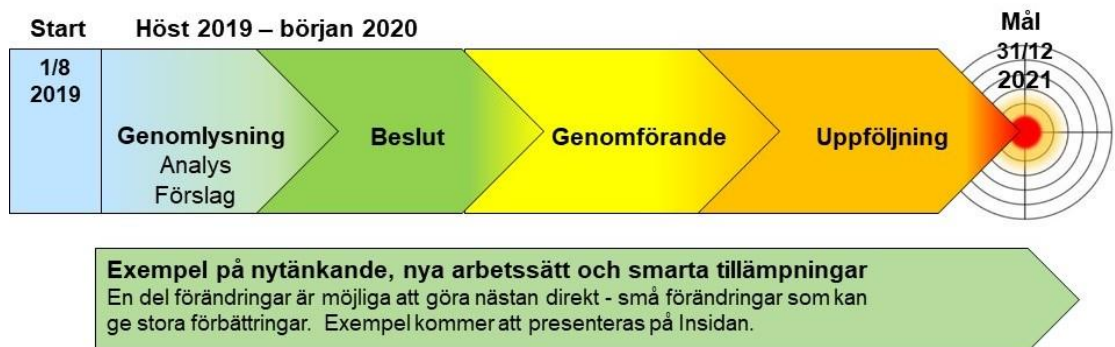 Start
Höst 2019 – början 2020
Mål
31/12
2021
1/8
2019
Genomlysning
Analys
Förslag
Beslut
Genomförande
Uppföljning
Exempel på nytänkande, nya arbetssätt och smarta tillämpningar
En del förändringar är möjliga att göra nästan direkt - små förändringar som kan
ge stora förbättringar. Exempel kommer att presenteras på Insidan.